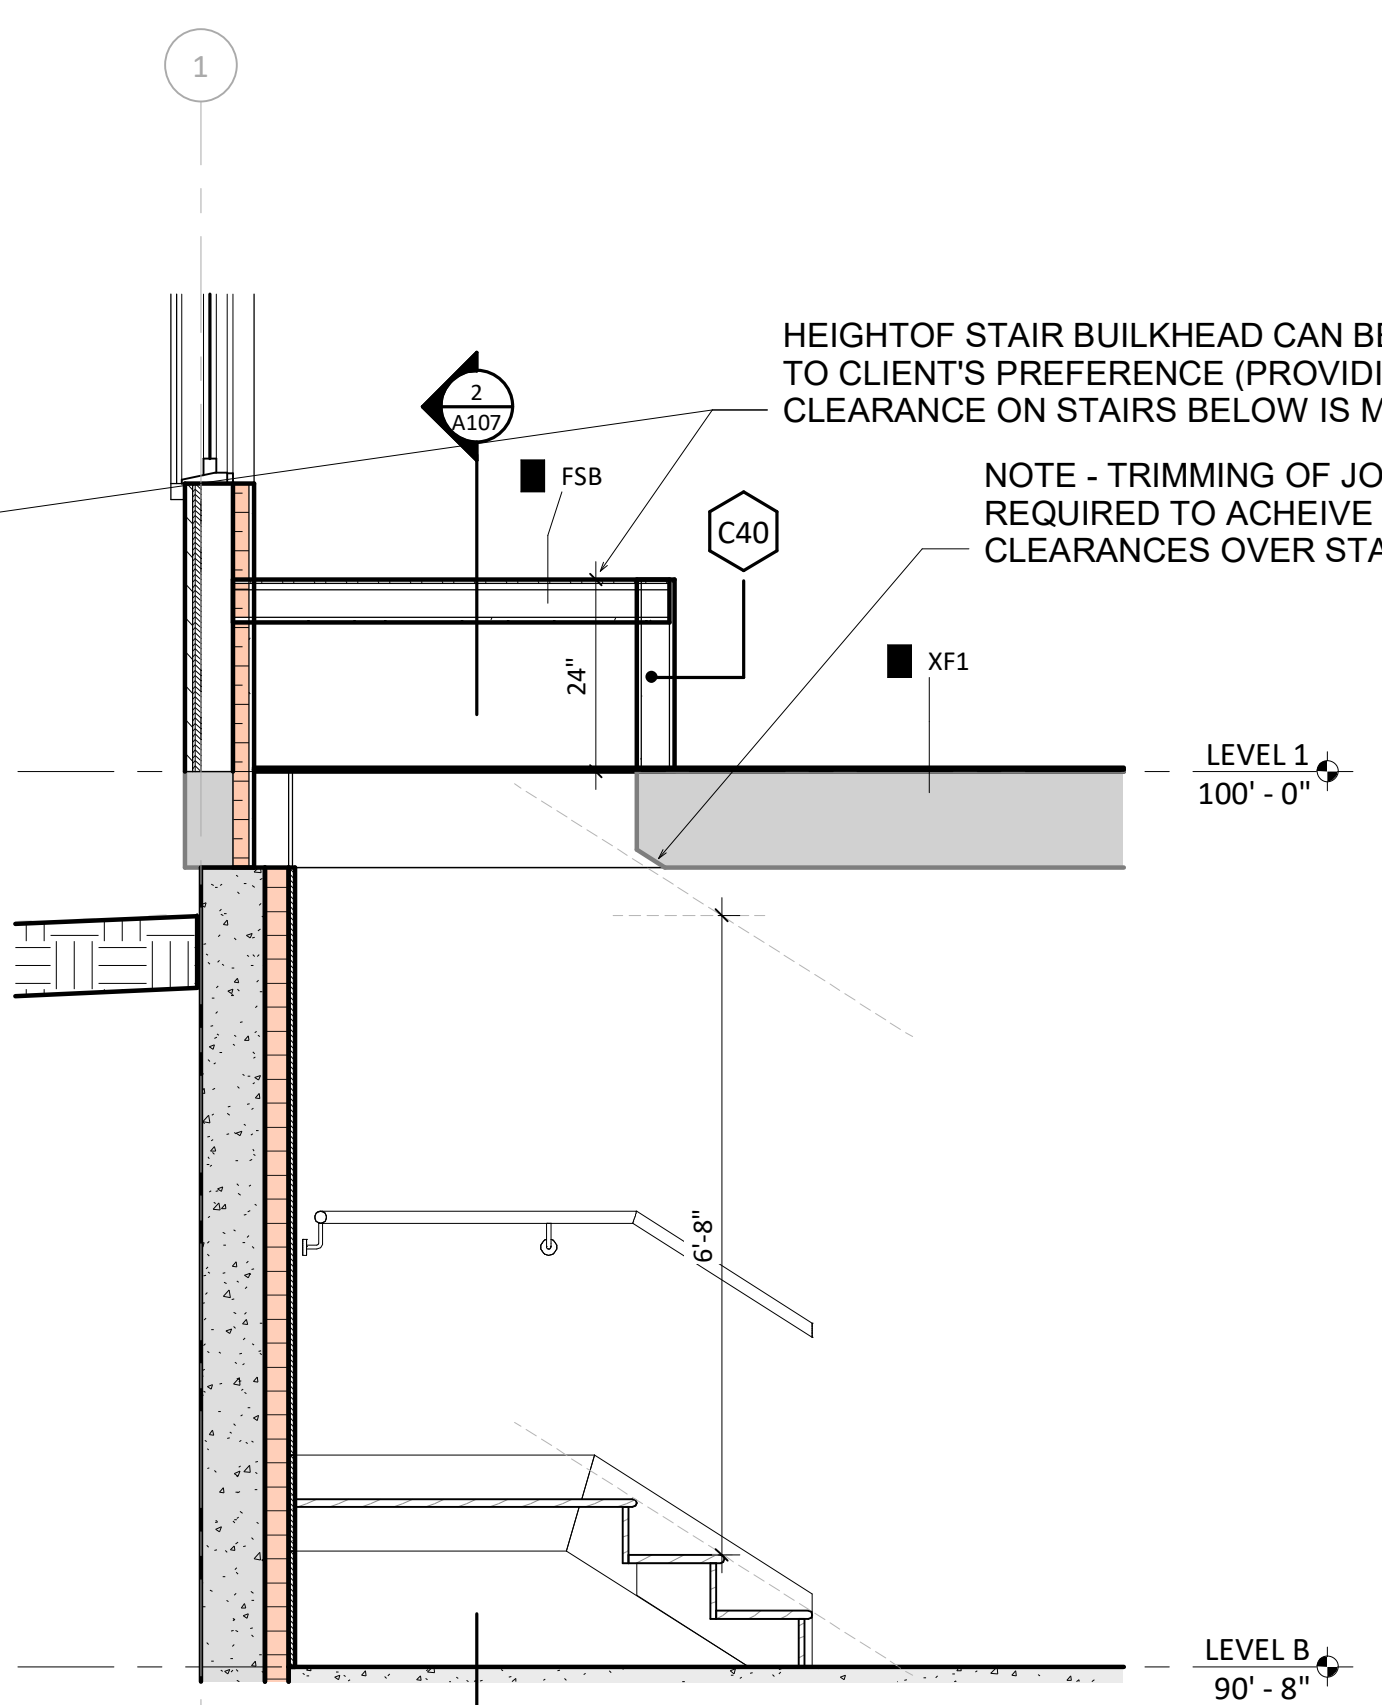 1
HEIGHTOF STAIR BUILKHEAD CAN BE
TO CLIENT'S PREFERENCE (PROVIDI
CLEARANCE ON STAIRS BELOW IS M
2
A107
FSB
NOTE - TRIMMING OF JO
REQUIRED TO ACHEIVE
CLEARANCES OVER STA
C40
24"
XF1
LEVEL 1
100' - 0"
6'-8"
LEVEL B
90' - 8"